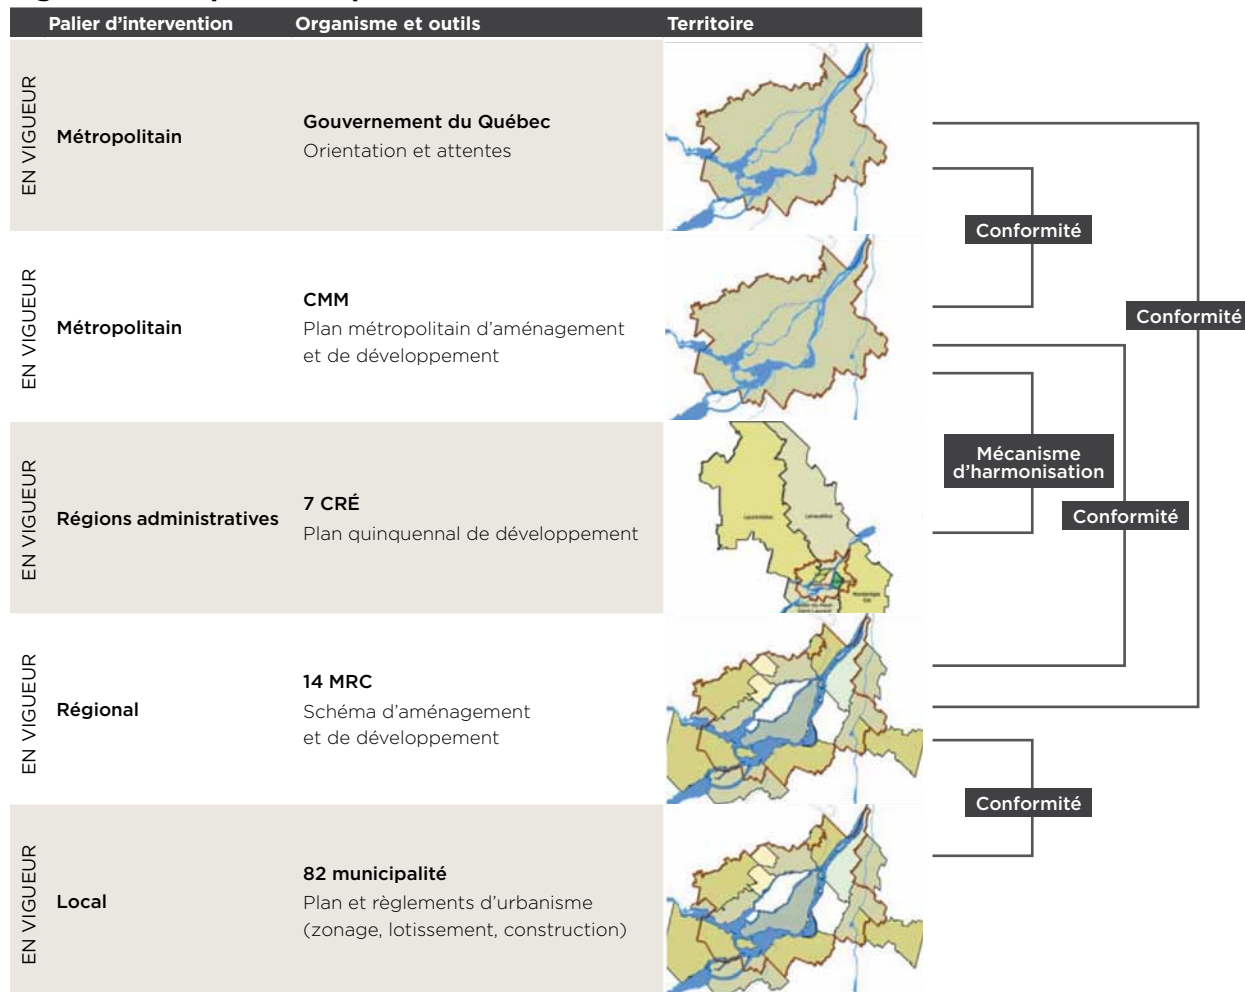 Palier d’intervention Organisme et outils Territoire
EN VIGUEUR
Métropolitain
Gouvernement du Québec
Orientation et attentes
EN VIGUEUR
Métropolitain
CMM
Plan métropolitain d’aménagement
et de développement
EN VIGUEUR
Régions administratives
7 CRÉ
Plan quinquennal de développement
Laurentides
Lanaudière
EN VIGUEUR
Régional
14 MRC
Schéma d’aménagement
et de développement
EN VIGUEUR
Local
82 municipalité
Plan et règlements d’urbanisme
(zonage, lotissement, construction)
Conformité
Conformité
Mécanisme
d’harmonisation
Conformité
Conformité